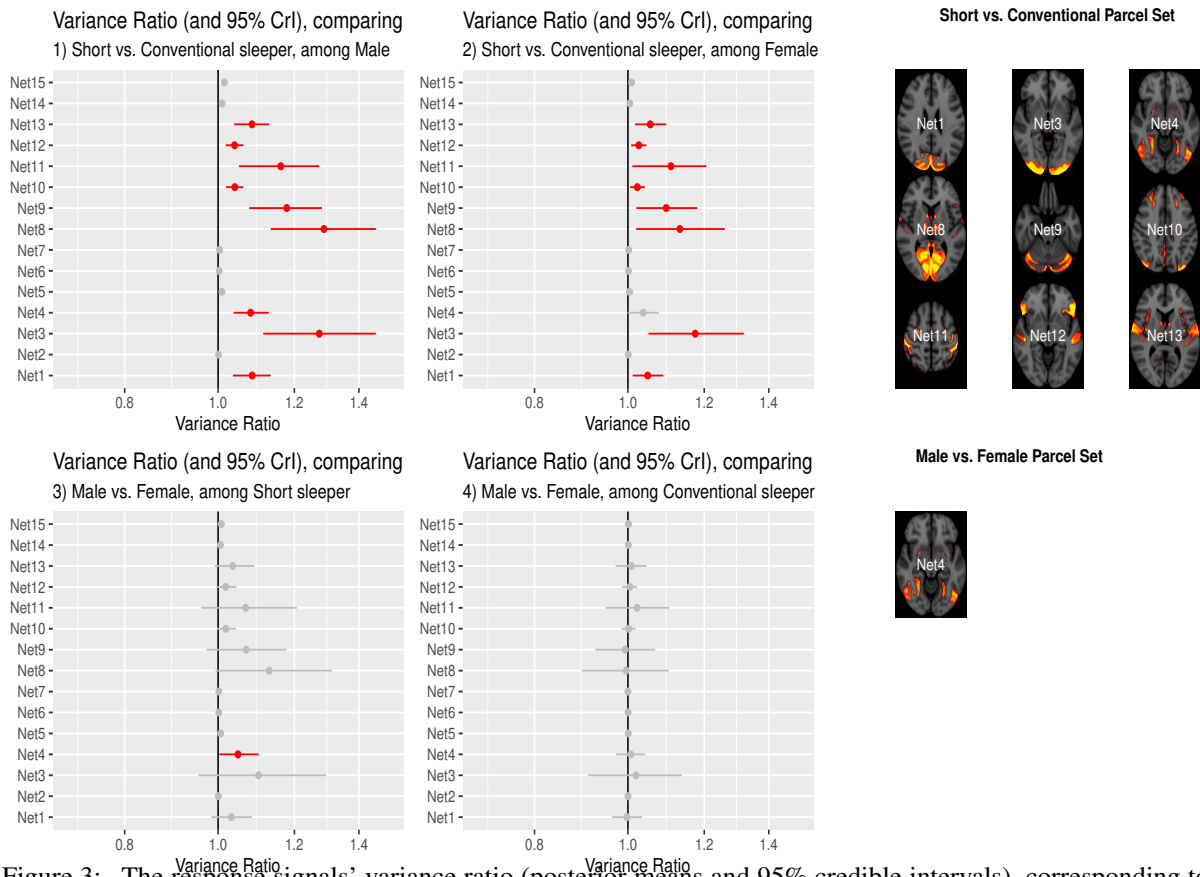 Variance Ratio (and 95% CrI), comparing
1) Short vs. Conventional sleeper, among Male
Net15
Net14
Net13
Net12
Net11
Net10
Net9
Net8
Net7
Net6
Net5
Net4
Net3
Net2
Net1
0.8 1.0 1.2 1.4
Variance Ratio
Variance Ratio (and 95% CrI), comparing
2) Short vs. Conventional sleeper, among Female
Net15
Net14
Net13
Net12
Net11
Net10
Net9
Net8
Net7
Net6
Net5
Net4
Net3
Net2
Net1
0.8 1.0 1.2 1.4
Variance Ratio
Short vs. Conventional Parcel Set
Net1 Net3 Net4
Net8 Net9 Net10
Net11 Net12 Net13
Variance Ratio (and 95% CrI), comparing
3) Male vs. Female, among Short sleeper
Net15
Net14
Net13
Net12
Net11
Net10
Net9
Net8
Net7
Net6
Net5
Net4
Net3
Net2
Net1
0.8 1.0 1.2 1.4
Variance Ratio
Variance Ratio (and 95% CrI), comparing
4) Male vs. Female, among Conventional sleeper
Net15
Net14
Net13
Net12
Net11
Net10
Net9
Net8
Net7
Net6
Net5
Net4
Net3
Net2
Net1
0.8 1.0 1.2 1.4
Variance Ratio
Male vs. Female Parcel Set
Net4
Figure 3: The response signals' variance ratio (posterior means and 95% credible intervals), corresponding to